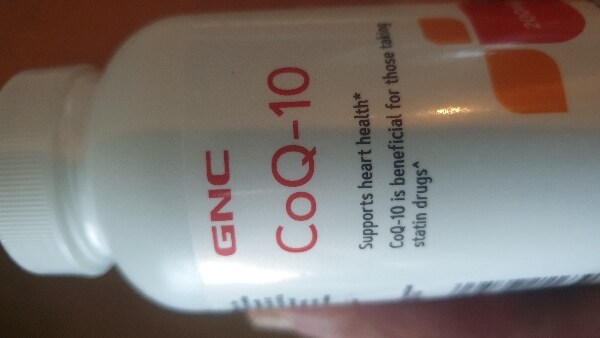 GNC
CoQ-10
Supports heart health*
CoQ-10 is beneficial for those taking
statin drugs^